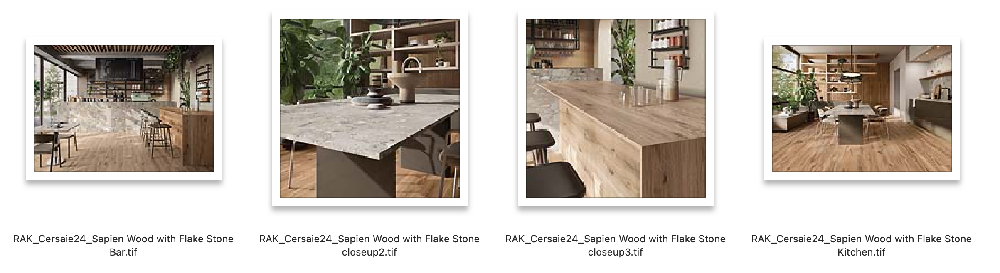 RAK_Cersaie24_Sapien Wood with Flake Stone
Bar.tif
RAK_Cersaie24_Sapien Wood with Flake Stone
closeup2.tif
RAK_Cersaie24_Sapien Wood with Flake Stone
closeup3.tif
RAK_Cersaie24_Sapien Wood with Flake Stone
Kitchen.tif